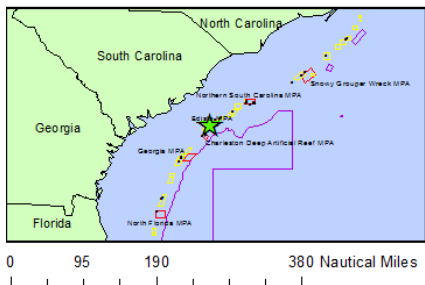 North Carolina
South Carolina
Snowy Grouper Wreck MPA
Northern South Carolina MPA
MPA
Georgia
Charleston Deep Artificial Reef MPA
Georgia MPA
Florida
North Florida MPA
0 95 190 380 Nautical Miles